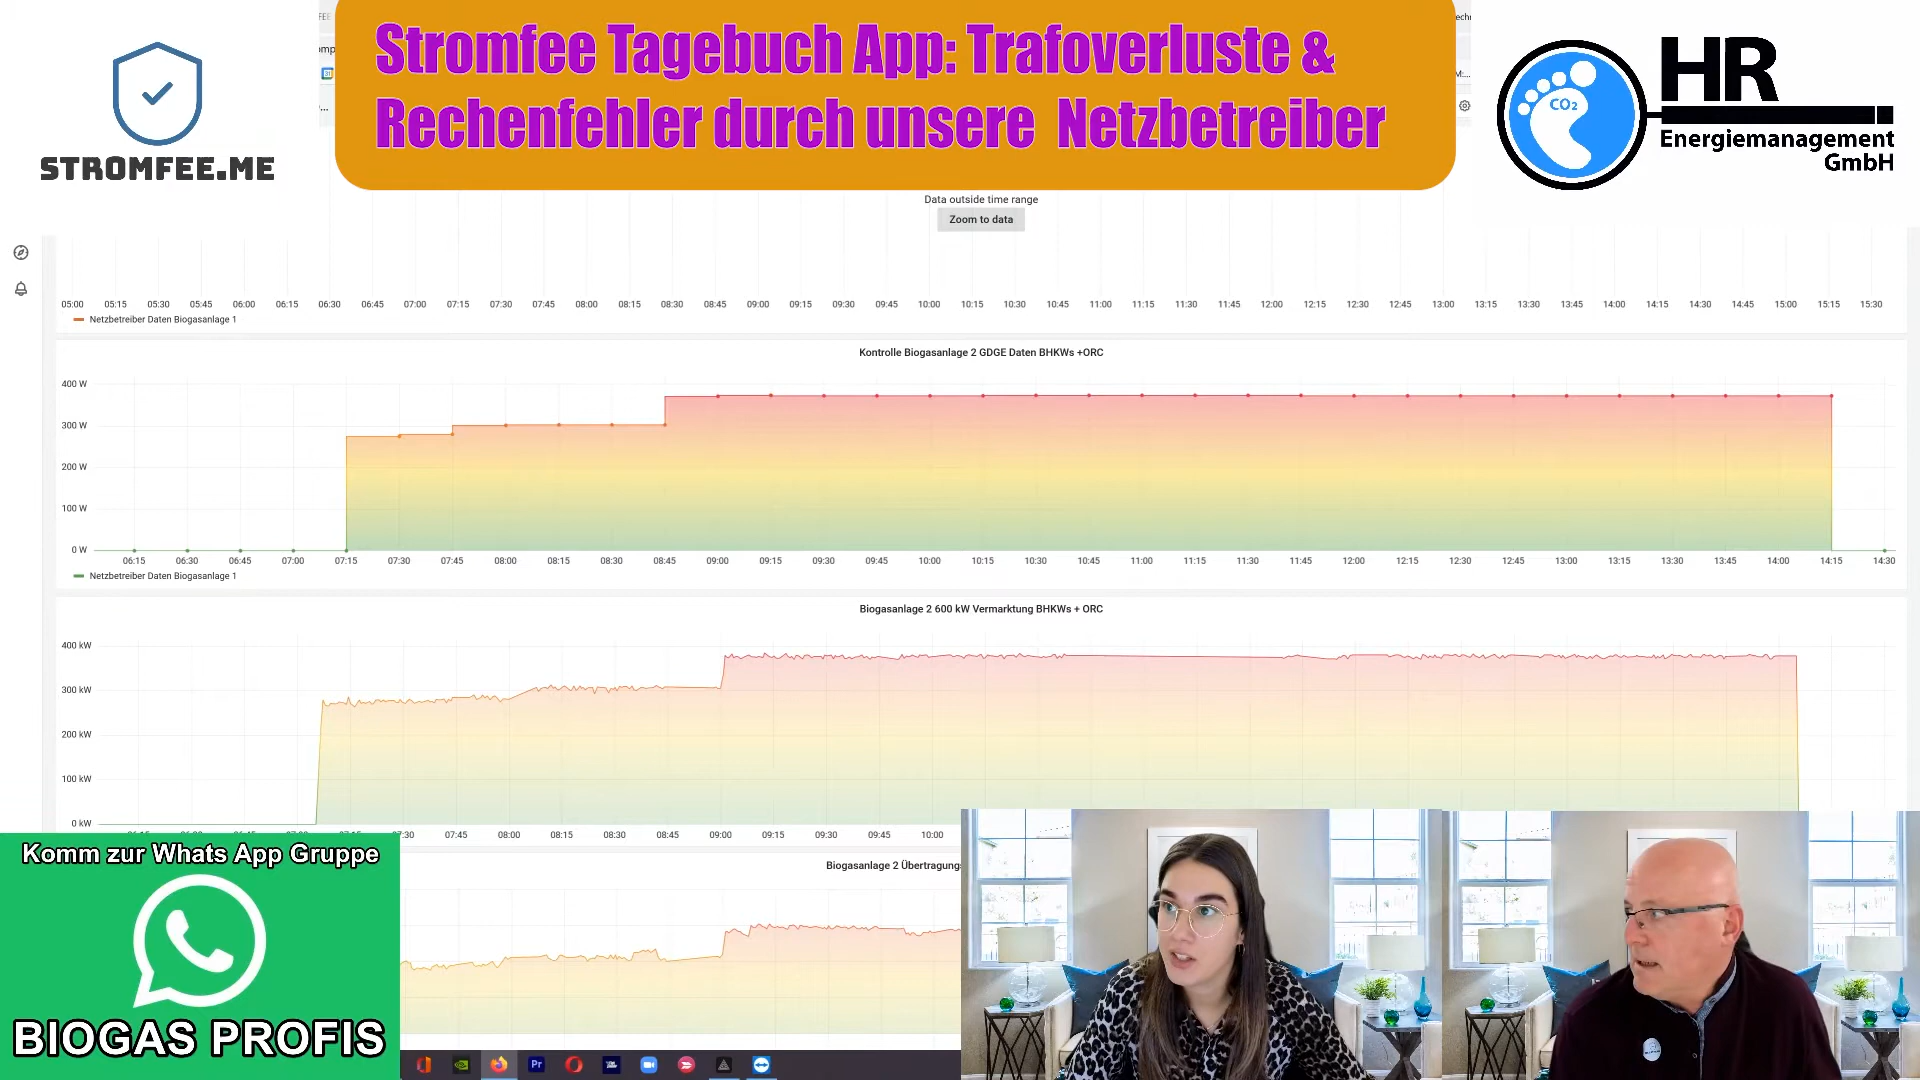 Stromfee Tagebuch App: Trafoverluste &
Rechenfehler durch unsere Netzbetreiber
STROMFEE.ME
CO₂
HR
Energiemanagement
GmbH
Data outside time range
Zoom to data
05:00 05:15 05:30 05:45 06:00 06:15 06:30 06:45 07:00 07:15 07:30 07:45 08:00 08:15 08:30 08:45 09:00 09:15 09:30 09:45 10:00 10:15 10:30 10:45 11:00 11:15 11:30 11:45 12:00 12:15 12:30 12:45 13:00 13:15 13:30 13:45 14:00 14:15 14:30 14:45 15:00 15:15 15:30
Netzbetreiber Daten Biogasanlage 1
Kontrolle Biogasanlage 2 GDGE Daten BHKWs +ORC
400 W
300 W
200 W
100 W
0 W
06:15 06:30 06:45 07:00 07:15 07:30 07:45 08:00 08:15 08:30 08:45 09:00 09:15 09:30 09:45 10:00 10:15 10:30 10:45 11:00 11:15 11:30 11:45 12:00 12:15 12:30 12:45 13:00 13:15 13:30 13:45 14:00 14:15 14:30
Netzbetreiber Daten Biogasanlage 1
Biogasanlage 2 600 kW Vermarktung BHKWs + ORC
400 kW
300 kW
200 kW
100 kW
0 kW
07:45 08:00 08:15 08:30 08:45 09:00 09:15 09:30 09:45 10:00
Biogasanlage 2 Übertragungs
Komm zur Whats App Gruppe
BIOGAS PROFIS
Pr